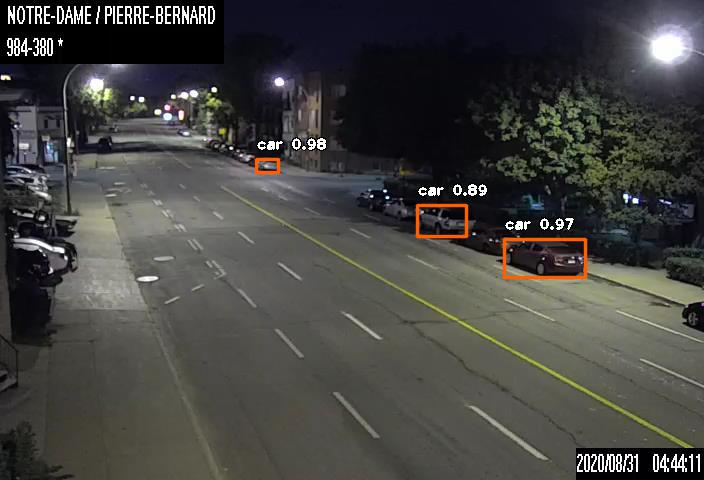 NOTRE-DAME / PIERRE-BERNARD
984-380 *
car 0.98
car 0.89
car 0.97
2020/08/31 04:44:11